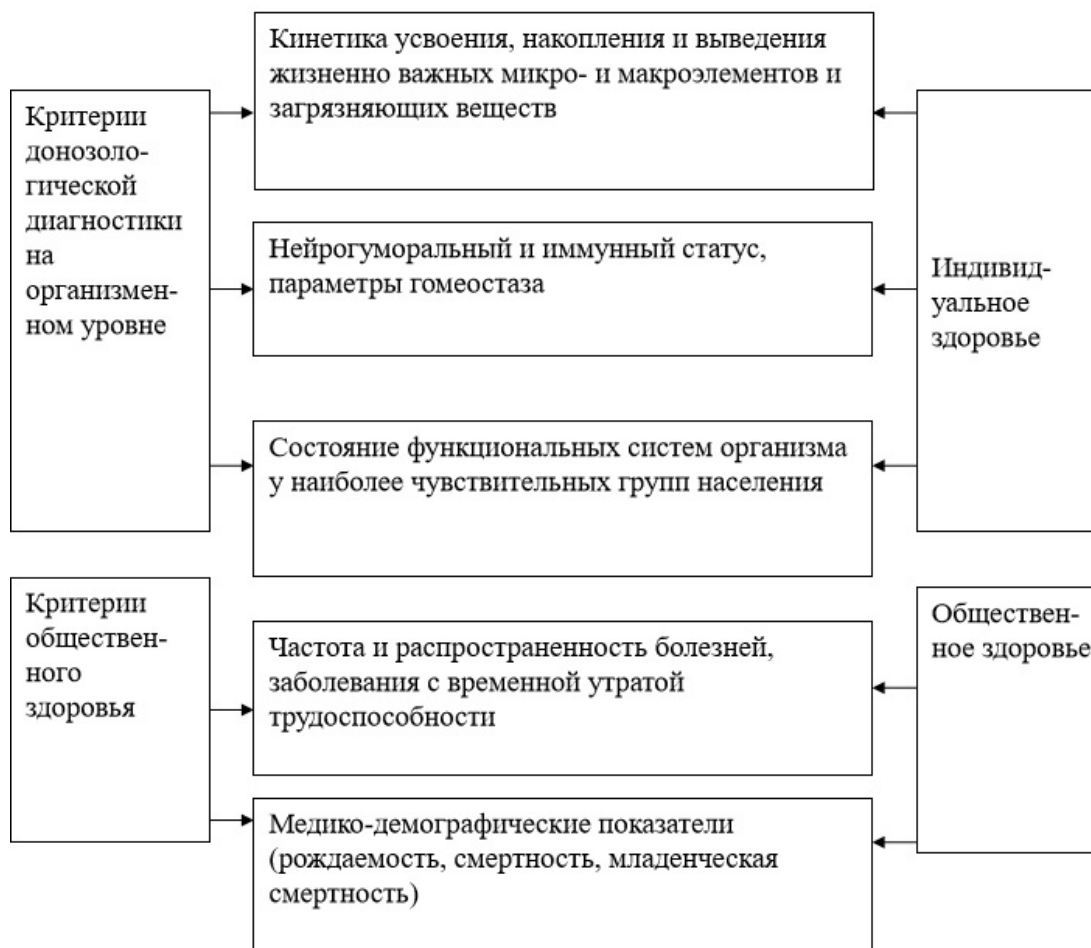 Кинетика усвоения, накопления и выведения
жизненно важных микро- и макроэлементов и
загрязняющих веществ
Критерии
донозоло-
гической
диагностики
на
организмен-
ном уровне
Нейрогуморальный и иммунный статус,
параметры гомеостаза
Индивид-
уальное
здоровье
Состояние функциональных систем организма
у наиболее чувствительных групп населения
Критерии
обществен-
ного
здоровья
Обществен-
ное здоровье
Частота и распространенность болезней,
заболевания с временной утратой
трудоспособности
Медико-демографические показатели
(рождаемость, смертность, младенческая
смертность)